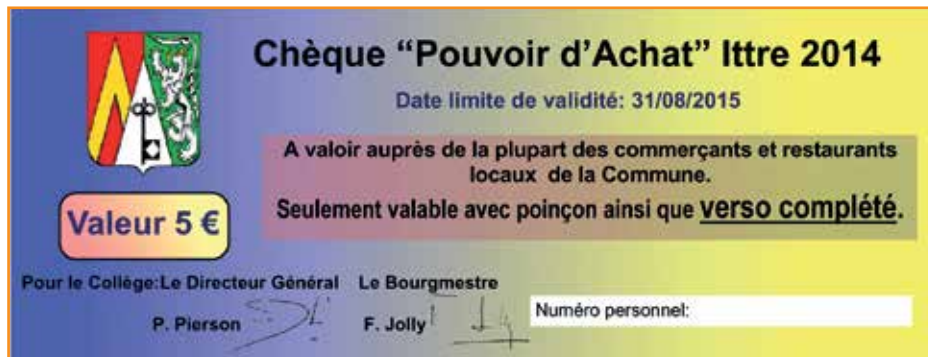 Chèque “Pouvoir d’Achat” Ittre 2014
Date limite de validité: 31/08/2015
A valoir auprès de la plupart des commerçants et restaurants
locaux de la Commune.
Seulement valable avec poinçon ainsi que verso complété.
Valeur 5 €
Pour le Collège:Le Directeur Général Le Bourgmestre
P. Pierson F. Jolly
Numéro personnel: